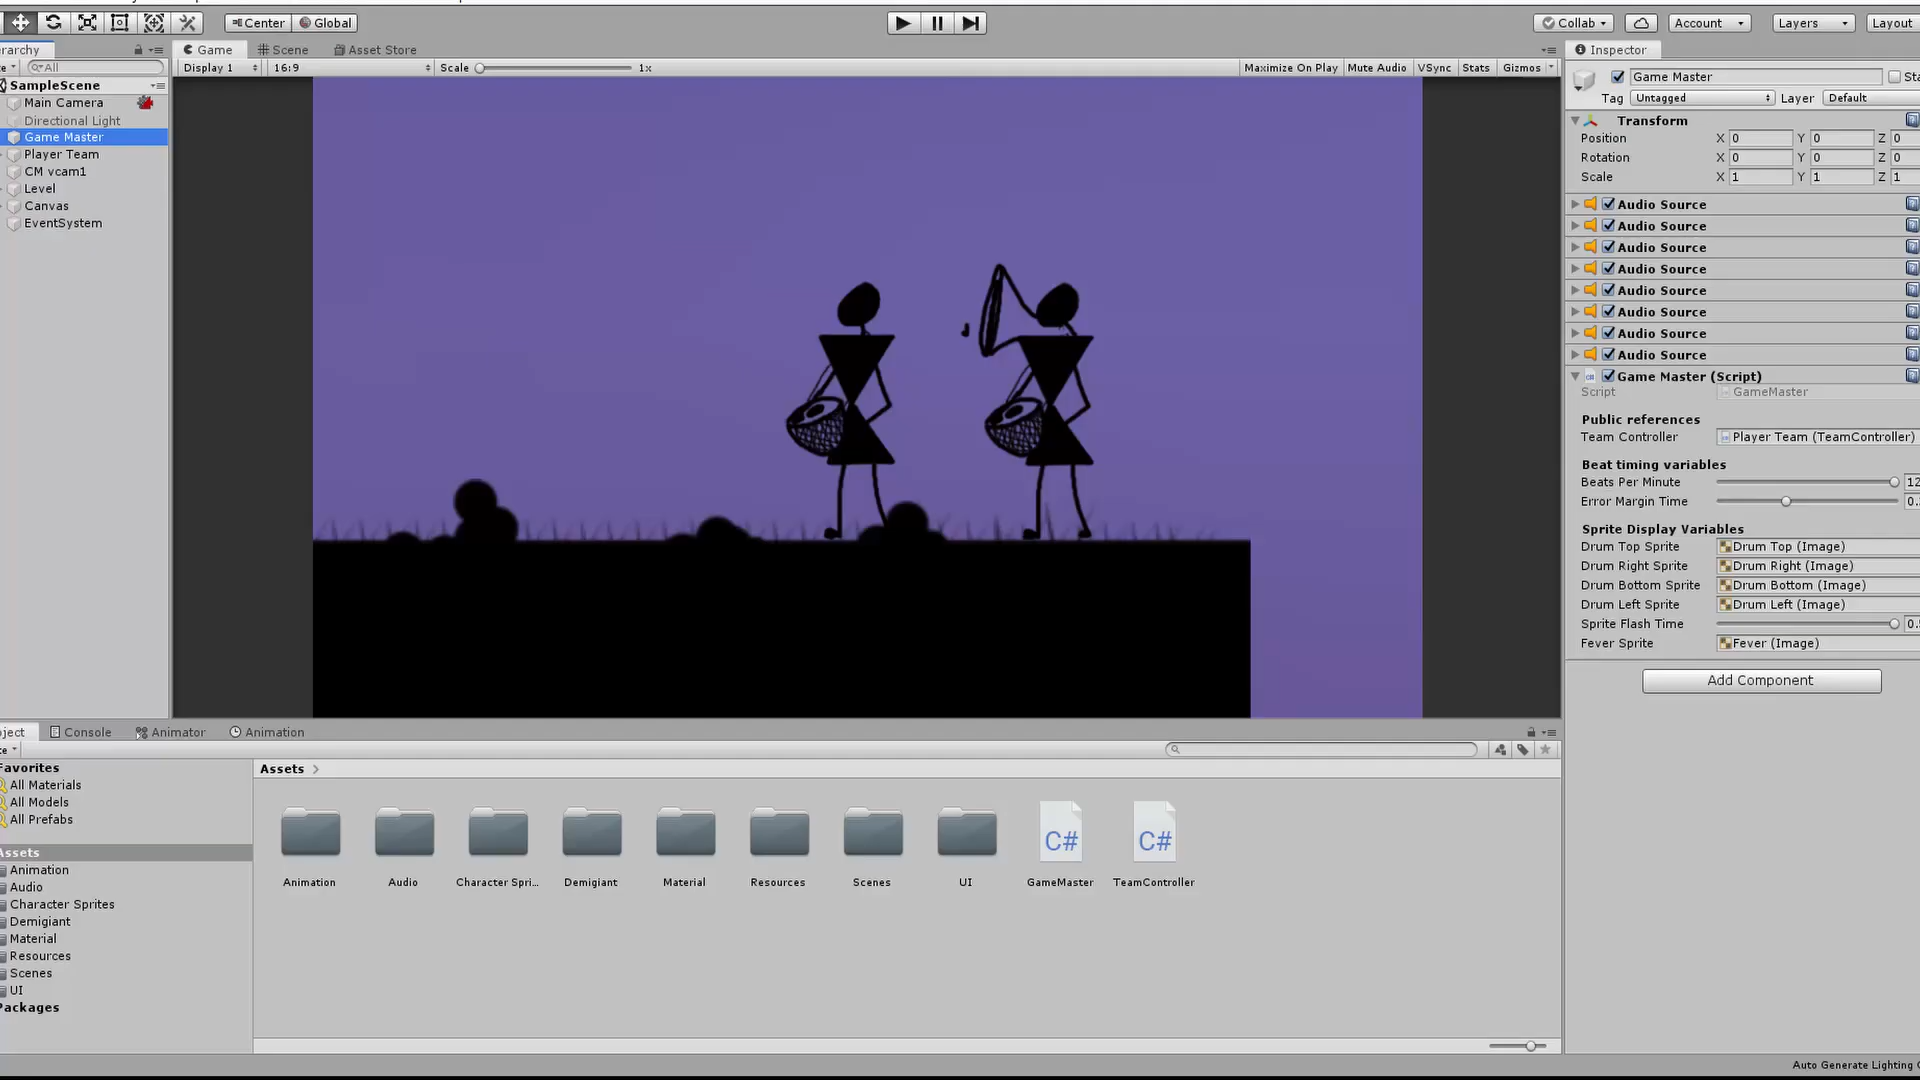 Center
Global
Collab
Account
Layers
Layout
Game
Scene
Asset Store
Inspector
Display 1
16:9
Scale
1x
Maximize On Play
Mute Audio
VSync
Stats
Gizmos
All
SampleScene
Main Camera
Directional Light
Game Master
Player Team
CM vcam1
Level
Canvas
EventSystem
Game Master
Tag
Untagged
Layer
Default
Transform
Position X 0 Y 0 Z 0
Rotation X 0 Y 0 Z 0
Scale X 1 Y 1 Z 1
Audio Source
Audio Source
Audio Source
Audio Source
Audio Source
Audio Source
Audio Source
Audio Source
Game Master (Script)
Script GameMaster
Public references
Team Controller Player Team (TeamController)
Beat timing variables
Beats Per Minute 12
Error Margin Time 0.
Sprite Display Variables
Drum Top Sprite Drum Top (Image)
Drum Right Sprite Drum Right (Image)
Drum Bottom Sprite Drum Bottom (Image)
Drum Left Sprite Drum Left (Image)
Sprite Flash Time 0.
Fever Sprite Fever (Image)
Add Component
Console
Animator
Animation
Favorites
All Materials
All Models
All Prefabs
Assets
Animation
Audio
Character Sprites
Demigiant
Material
Resources
Scenes
UI
Packages
Assets
C#
C#
Animation
Audio
Character Spri...
Demigiant
Material
Resources
Scenes
UI
GameMaster
TeamController
Auto Generate Lighting